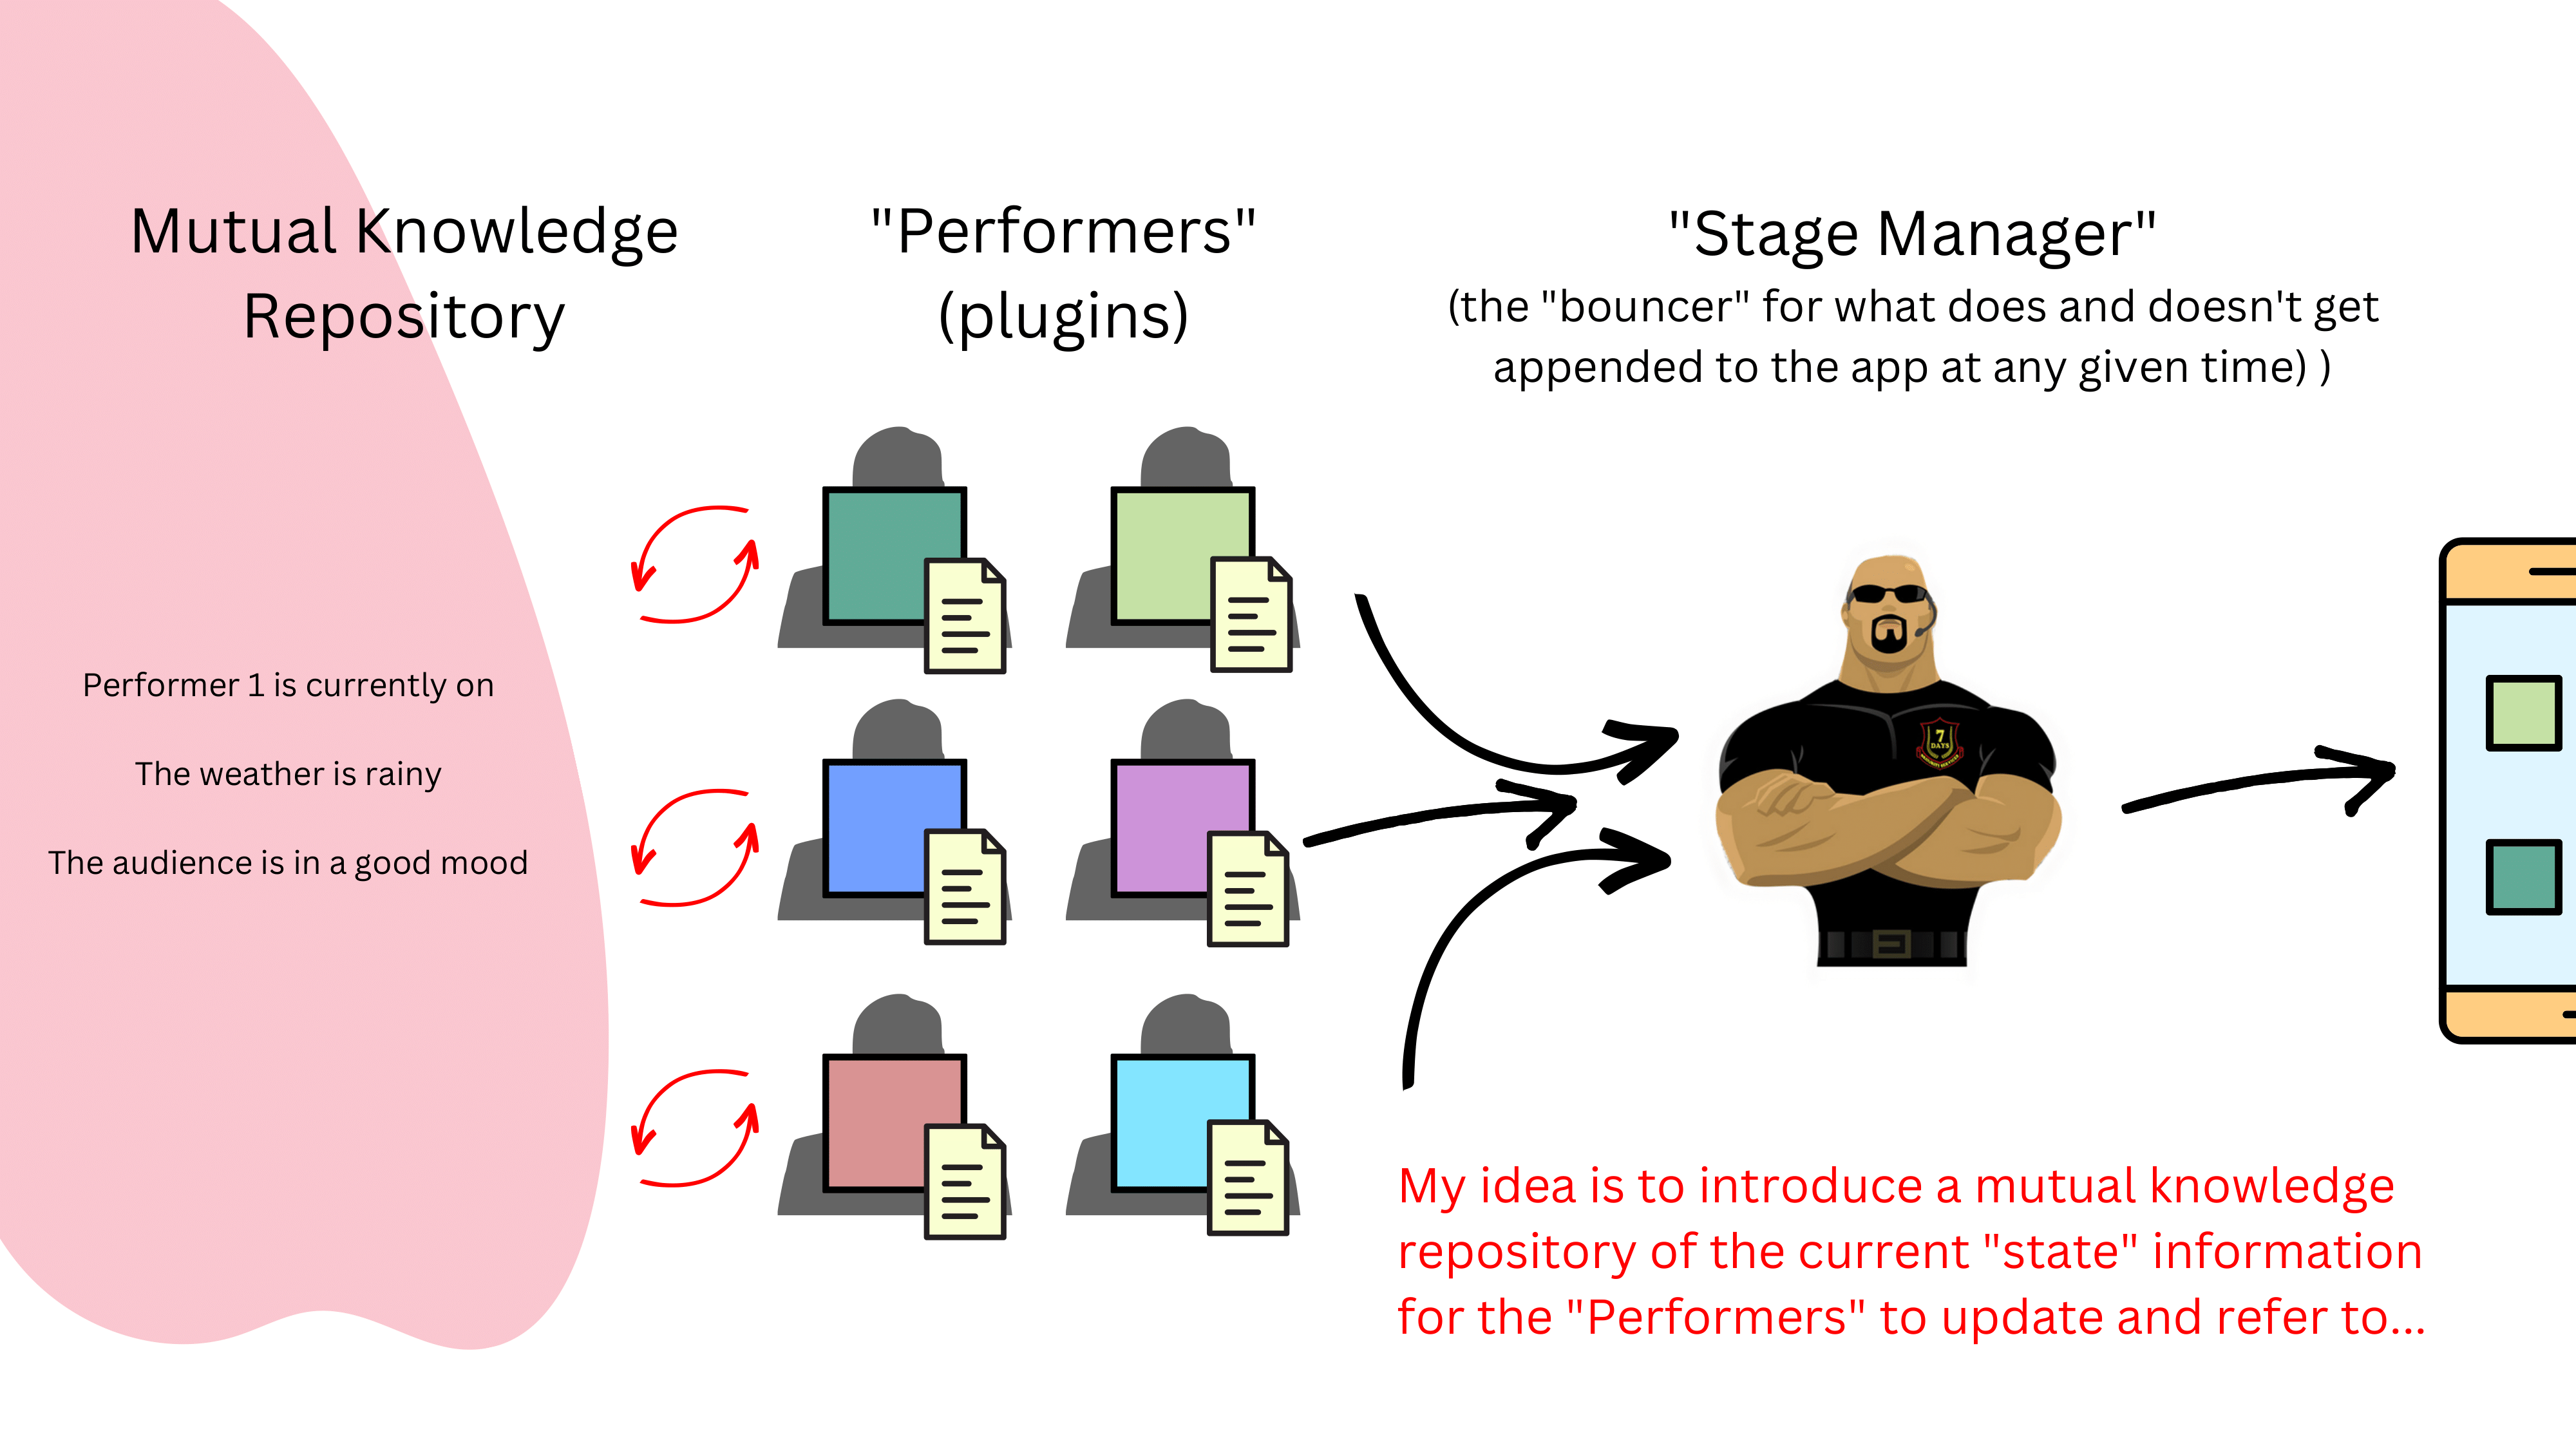 Mutual Knowledge
Repository
"Performers"
(plugins)
"Stage Manager"
(the "bouncer" for what does and doesn't get
appended to the app at any given time) )
Performer 1 is currently on
The weather is rainy
The audience is in a good mood
7
DAYS
My idea is to introduce a mutual knowledge
repository of the current "state" information
for the "Performers" to update and refer to...